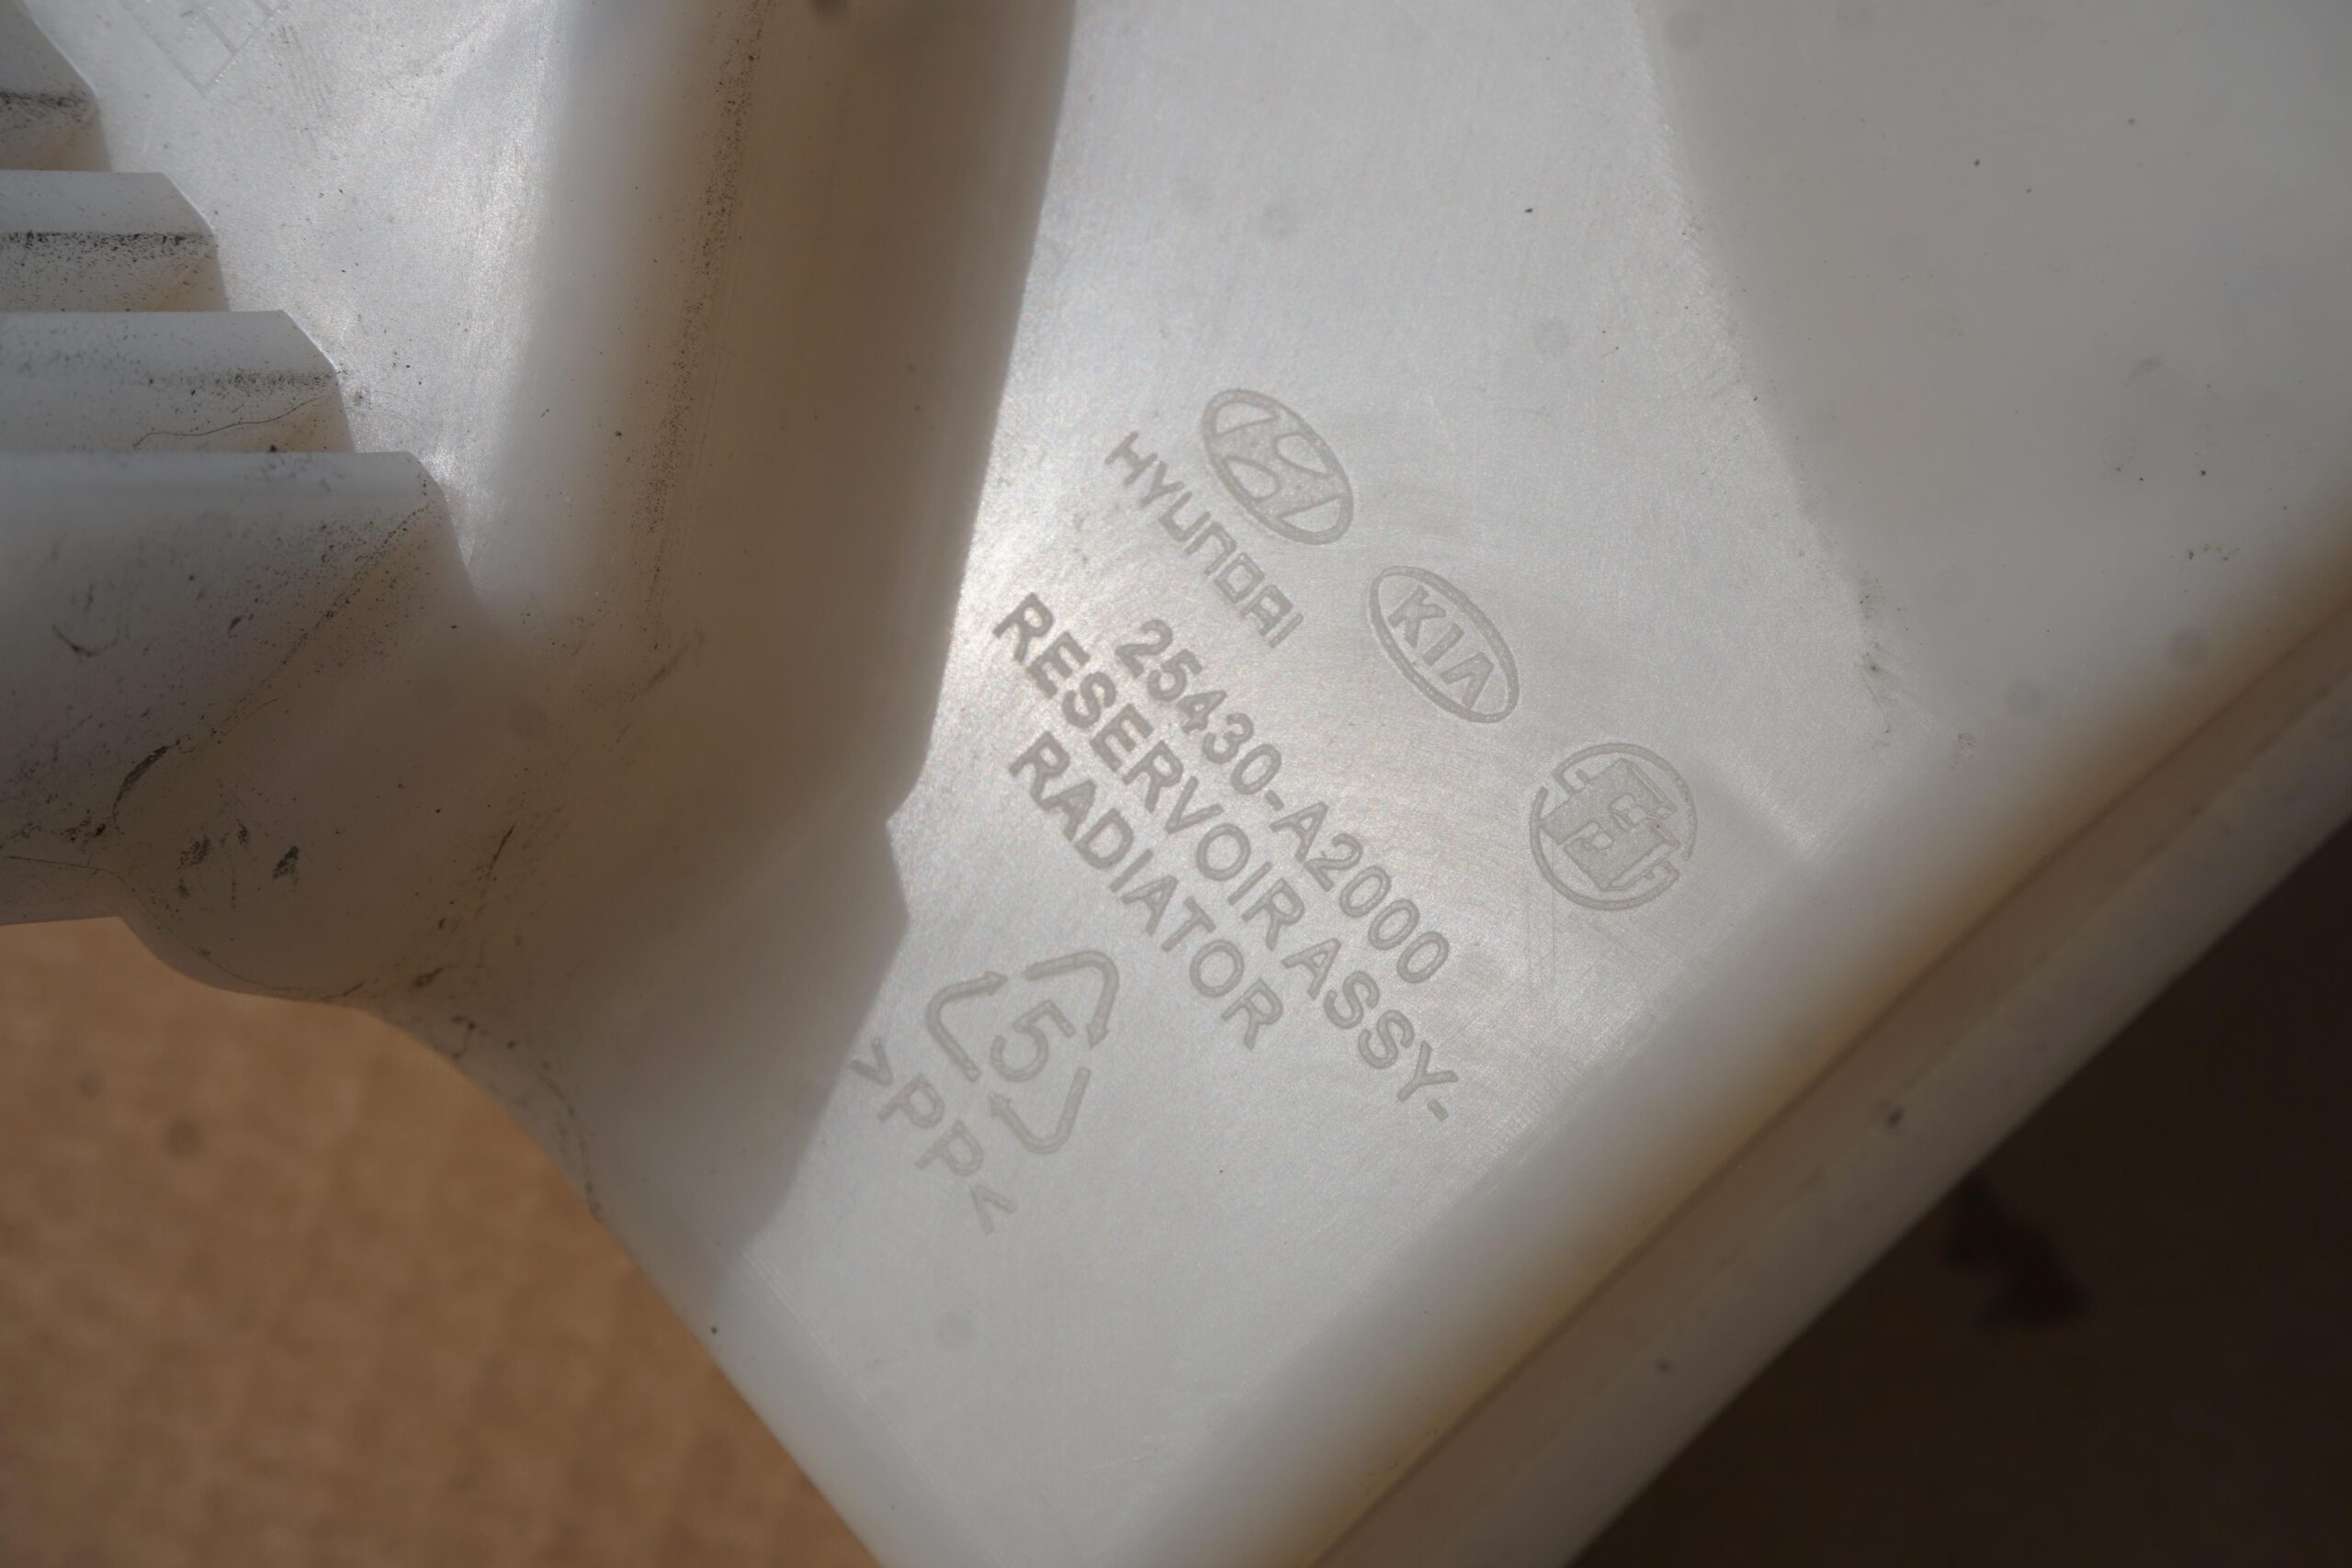 HYUNDAI
KIA
25430-A2000
RESERVOIR ASSY-
RADIATOR
5
>PP<